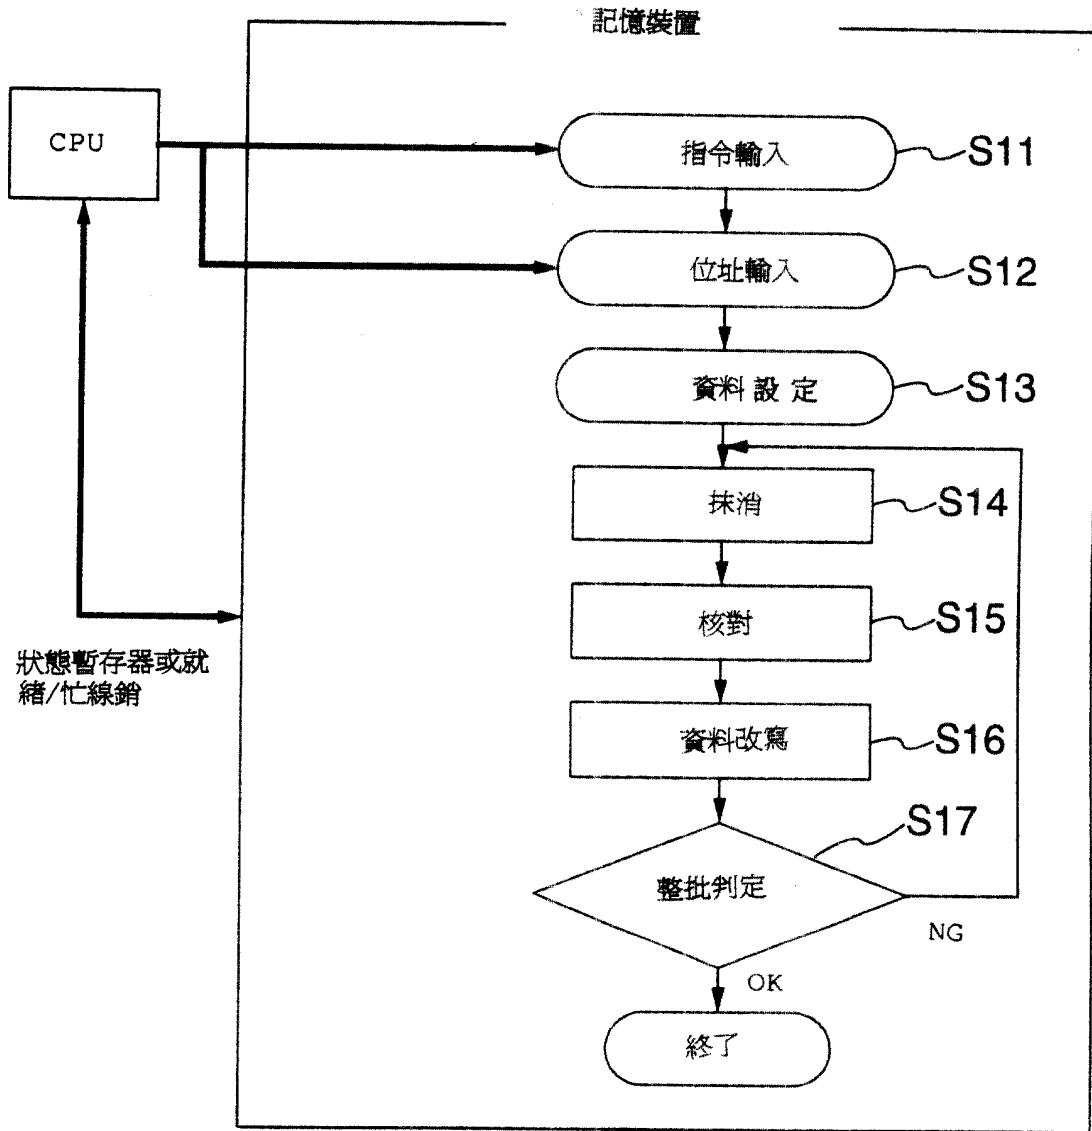 記憶裝置
CPU
指令輸入
S11
位址輸入
S12
資料設定
S13
抹消
S14
核對
S15
狀態暫存器或就
緒/忙線銷
資料改寫
S16
S17
整批判定
NG
OK
終了